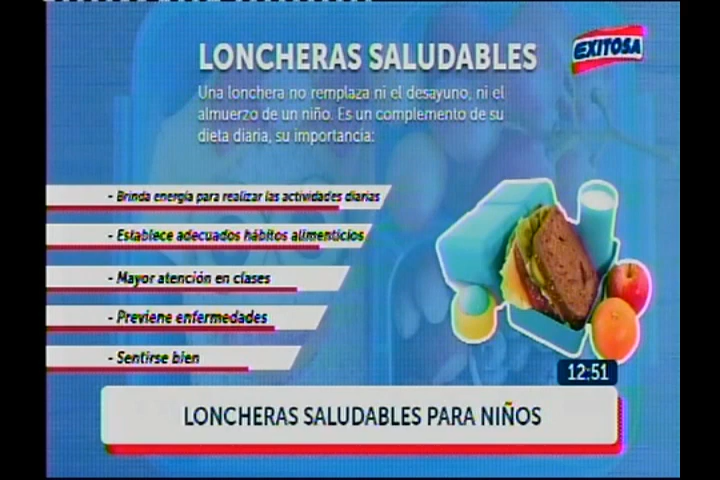 LONCHERAS SALUDABLES
EXITOSA
Una lonchera no remplaza ni el desayuno, ni el
almuerzo de un niño. Es un complemento de su
dieta diaria, su importancia:
- Brinda energía para realizar las actividades diarias
- Establece adecuados hábitos alimenticios
- Mayor atención en clases
- Previene enfermedades
- Sentirse bien
12:51
LONCHERAS SALUDABLES PARA NIÑOS